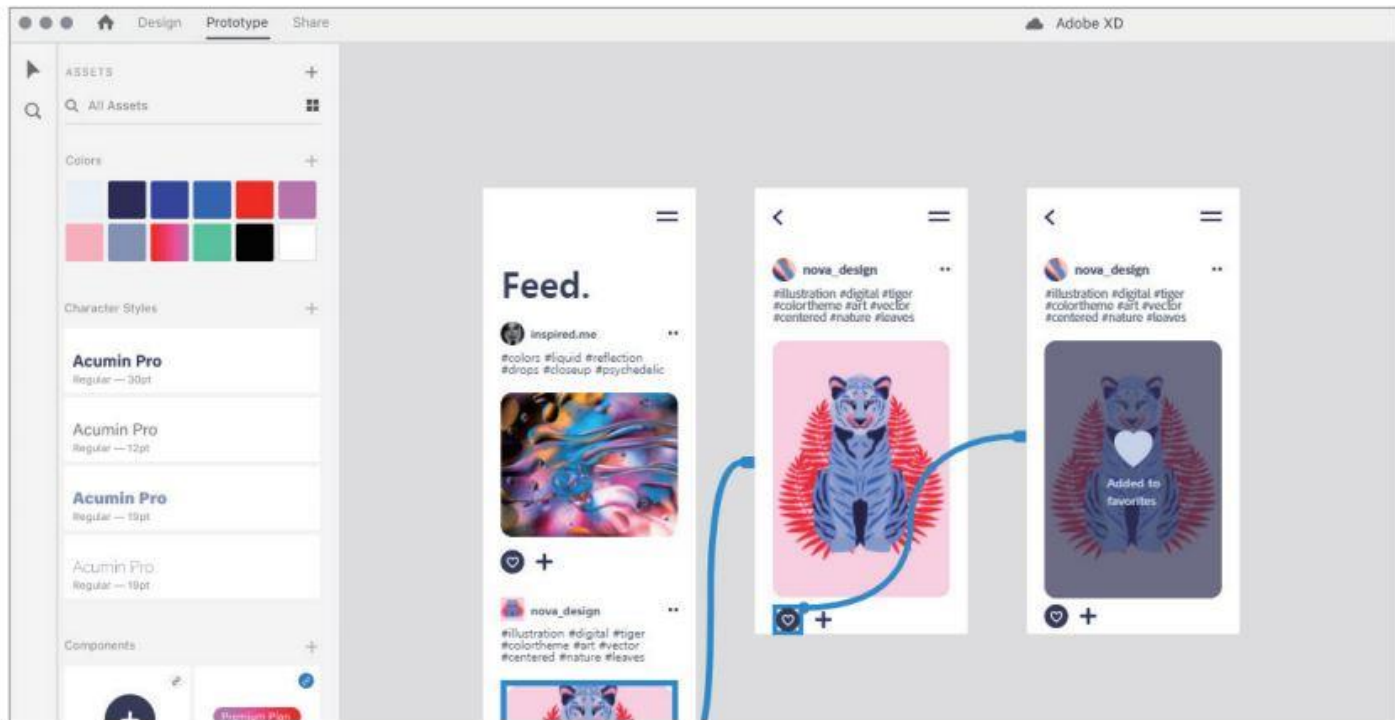 Design Prototype Share
Adobe XD
ASSETS
All Assets
Colors
Character Styles
Acumin Pro
Regular — 30pt
Acumin Pro
Regular — 12pt
Acumin Pro
Regular — 19pt
Acumin Pro
Regular — 19pt
Components
Premium Plan
Feed.
inspired.me
#colors #liquid #reflection
#drops #closeup #psychedelic
nova_design
#illustration #digital #tiger
#colortheme #art #vector
#centered #nature #leaves
nova_design
#illustration #digital #tiger
#colortheme #art #vector
#centered #nature #leaves
nova_design
#illustration #digital #tiger
#colortheme #art #vector
#centered #nature #leaves
Added to
favorites